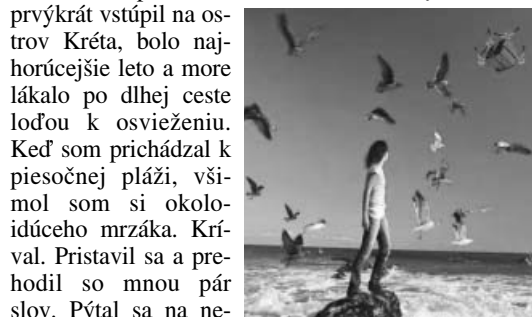 prvýkrát vstúpil na os-
trov Kréta, bolo naj-
horúcejšie leto a more
lákalo po dlhej ceste
loďou k osvieženiu.
Keď som prichádzal k
piesočnej pláži, vši-
mol som si okolo-
idúceho mrzáka. Krí-
val. Pristavil sa a pre-
hodil so mnou pár
slov. Pýtal sa na ne-